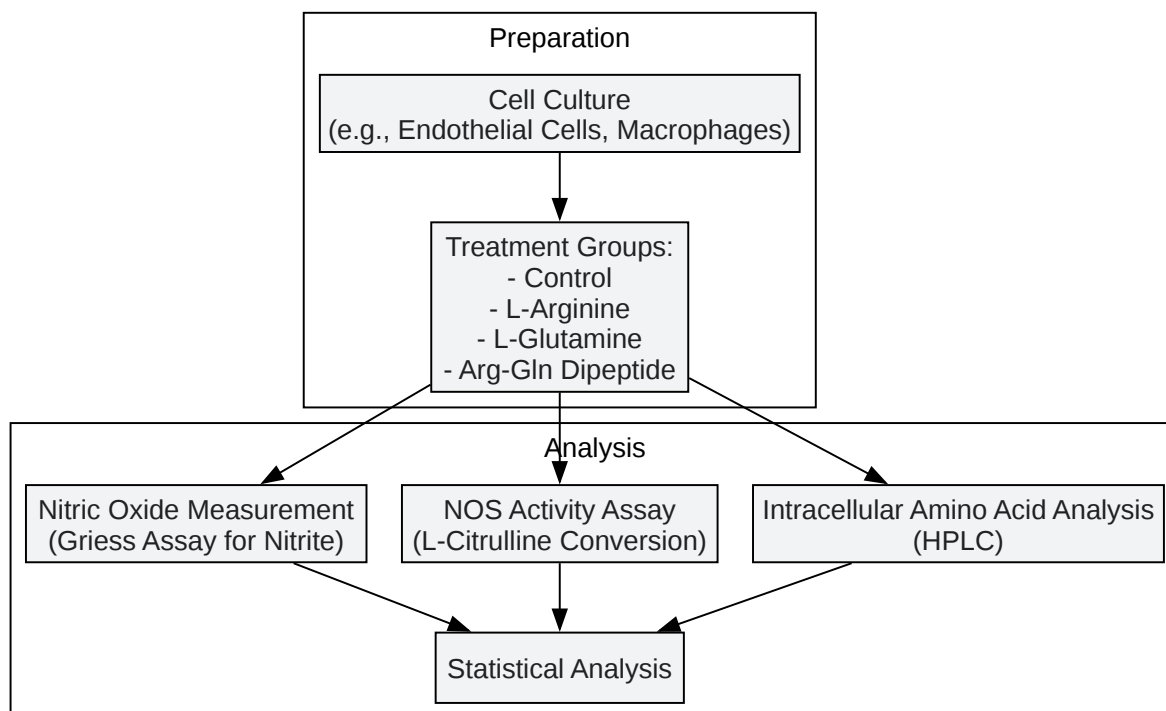 Preparation
Cell Culture
(e.g., Endothelial Cells, Macrophages)
Treatment Groups:
- Control
- L-Arginine
- L-Glutamine
- Arg-Gln Dipeptide
Analysis
Nitric Oxide Measurement
(Griess Assay for Nitrite)
NOS Activity Assay
(L-Citrulline Conversion)
Intracellular Amino Acid Analysis
(HPLC)
Statistical Analysis